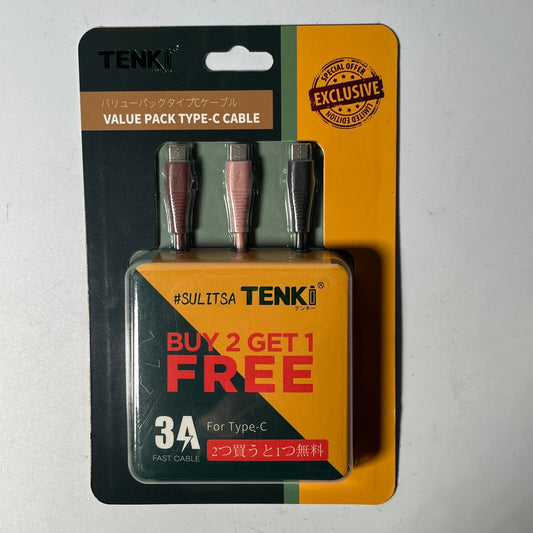 TENKi
SPECIAL OFFER
EXCLUSIVE
LIMITED EDITION
バリューパックタイプCケーブル
VALUE PACK TYPE-C CABLE
#SULITSA TENKi®
テンキー
BUY 2 GET 1
FREE
3A
FAST CABLE
For Type-C
2つ買うと1つ無料